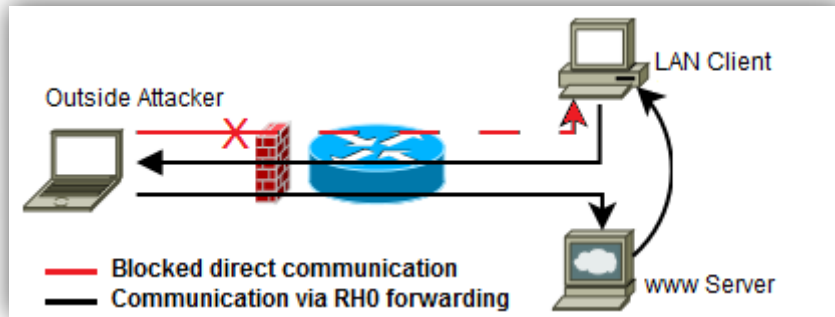 LAN Client
Outside Attacker
X
www Server
Blocked direct communication
Communication via RH0 forwarding